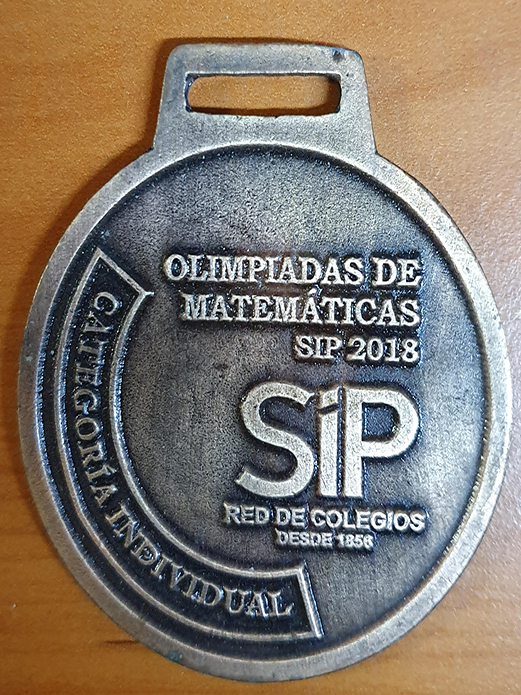 OLIMPIADAS DE
MATEMÁTICAS
SIP 2018
SiP
RED DE COLEGIOS
DESDE 1856
CATEGORÍA INDIVIDUAL